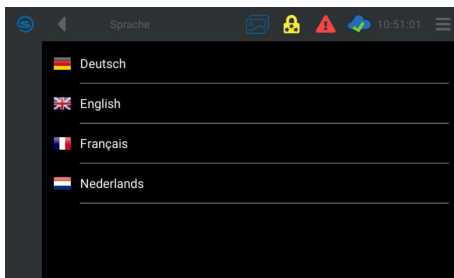 Sprache
10:51:01
Deutsch
English
Français
Nederlands